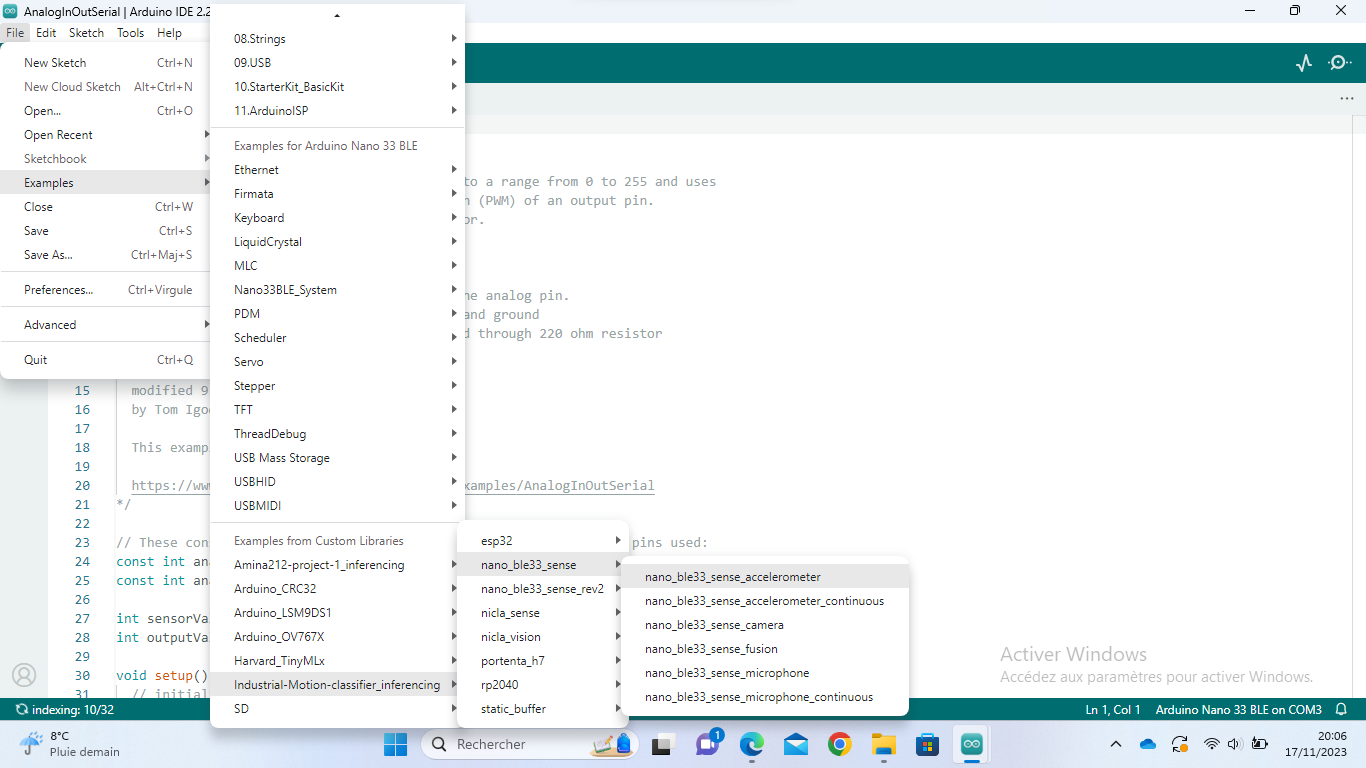 AnalogInOutSerial | Arduino IDE 2.2
File Edit Sketch Tools Help
New Sketch Ctrl+N
New Cloud Sketch Alt+Ctrl+N
Open... Ctrl+O
Open Recent
Sketchbook
Examples
Close Ctrl+W
Save Ctrl+S
Save As... Ctrl+Maj+S
Preferences... Ctrl+Virgule
Advanced
Quit Ctrl+Q
08.Strings
09.USB
10.StarterKit_BasicKit
11.ArduinoISP
Examples for Arduino Nano 33 BLE
Ethernet
Firmata
Keyboard
LiquidCrystal
MLC
Nano33BLE_System
PDM
Scheduler
Servo
Stepper
TFT
ThreadDebug
USB Mass Storage
USBHID
USBMIDI
Examples from Custom Libraries
Amina212-project-1_inferencing
Arduino_CRC32
Arduino_LSM9DS1
Arduino_OV767X
Harvard_TinyMLx
Industrial-Motion-classifier_inferencing
SD
esp32
nano_ble33_sense
nano_ble33_sense_rev2
nicla_sense
nicla_vision
portenta_h7
rp2040
static_buffer
nano_ble33_sense_accelerometer
nano_ble33_sense_accelerometer_continuous
nano_ble33_sense_camera
nano_ble33_sense_fusion
nano_ble33_sense_microphone
nano_ble33_sense_microphone_continuous
to a range from 0 to 255 and uses
(PWM) of an output pin.
or.
he analog pin.
and ground
d through 220 ohm resistor
15 modified 9
16 by Tom Igo
17
18 This examp
19
20 https://ww xamples/AnalogInOutSerial
21 */
22
23 // These con pins used:
24 const int an
25 const int an
26
27 int sensorVa
28 int outputVa
29
30 void setup()
31 // initial
Activer Windows
Accédez aux paramètres pour activer Windows.
indexing: 10/32 Ln 1, Col 1 Arduino Nano 33 BLE on COM3
8°C
Pluie demain
Rechercher
1
20:06
17/11/2023